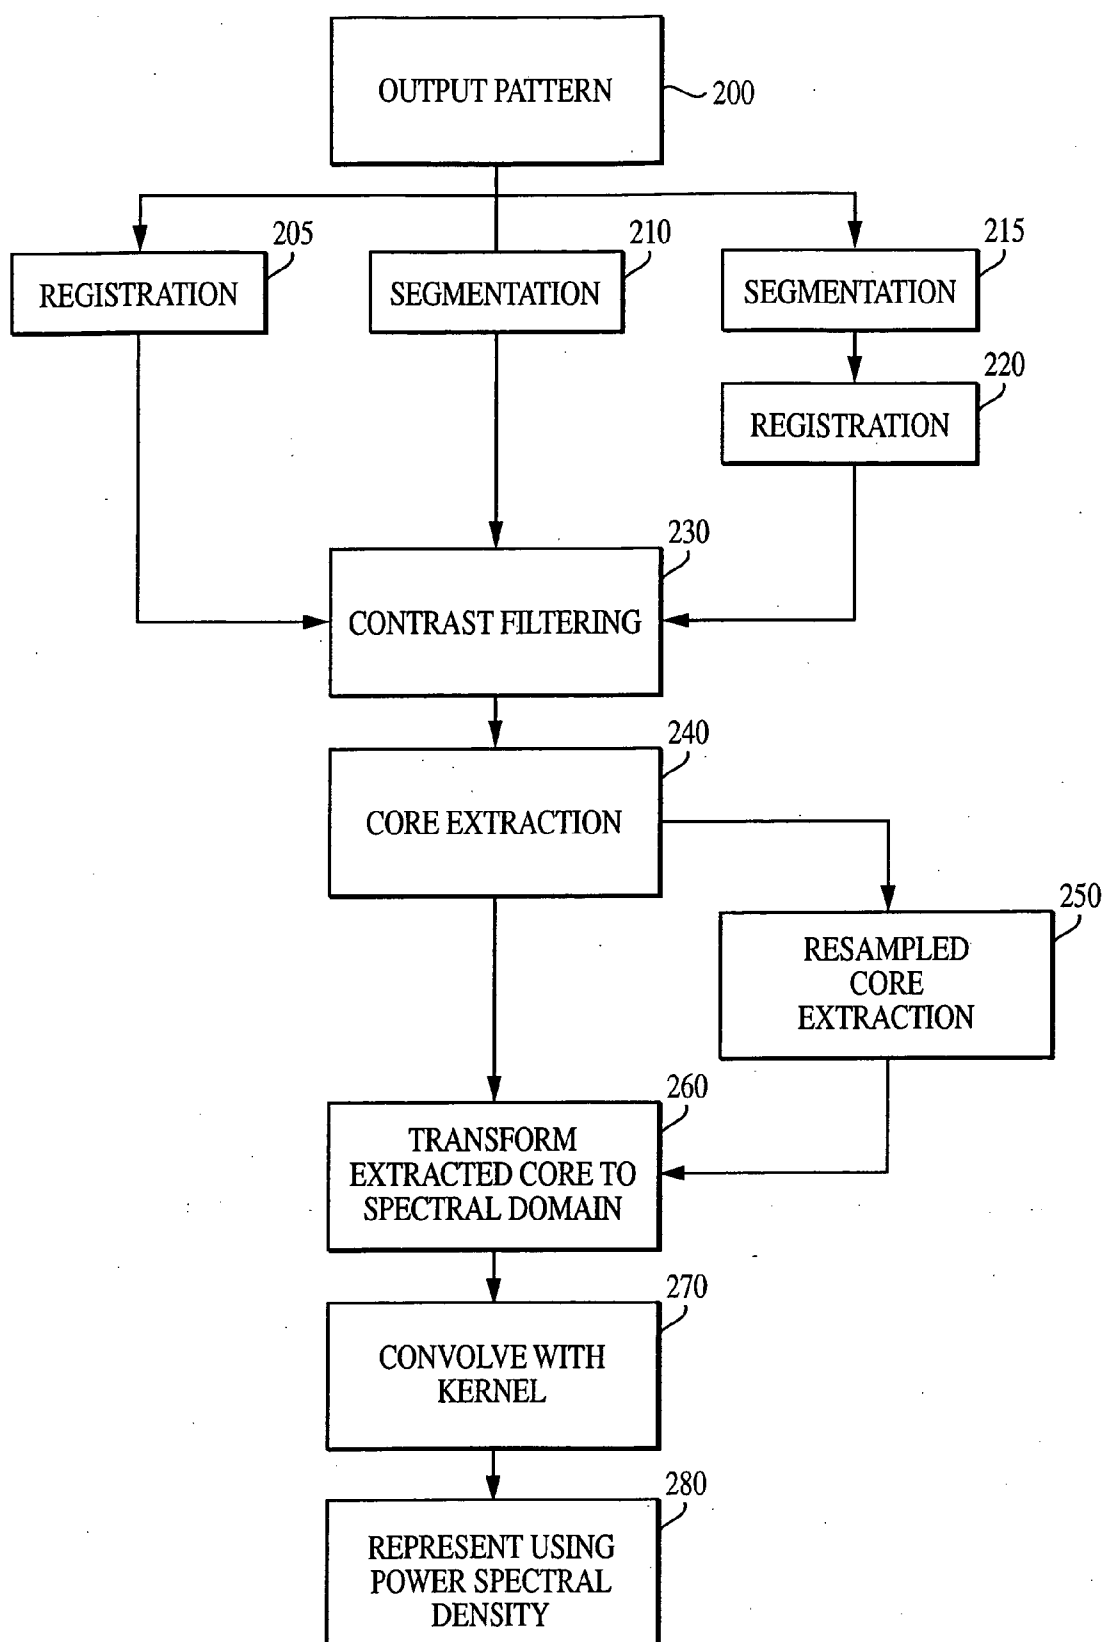 OUTPUT PATTERN
200
205
210
215
REGISTRATION
SEGMENTATION
SEGMENTATION
220
REGISTRATION
230
CONTRAST FILTERING
240
CORE EXTRACTION
250
RESAMPLED
CORE
EXTRACTION
260
TRANSFORM
EXTRACTED CORE TO
SPECTRAL DOMAIN
270
CONVOLVE WITH
KERNEL
280
REPRESENT USING
POWER SPECTRAL
DENSITY